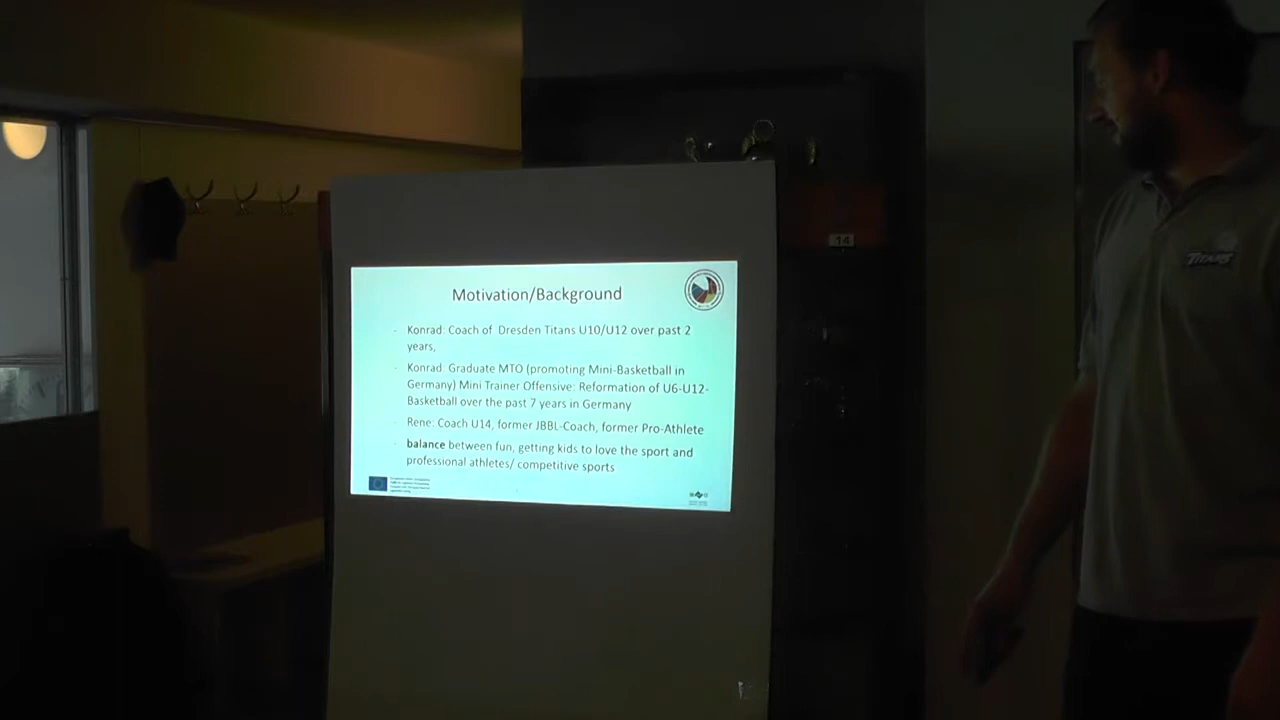 14
TITANS
Motivation/Background
- Konrad: Coach of Dresden Titans U10/U12 over past 2
years,
- Konrad: Graduate MTO (promoting Mini-Basketball in
Germany) Mini Trainer Offensive: Reformation of U6-U12-
Basketball over the past 7 years in Germany
- Rene: Coach U14, former JBBL-Coach, former Pro-Athlete
- balance between fun, getting kids to love the sport and
professional athletes/ competitive sports